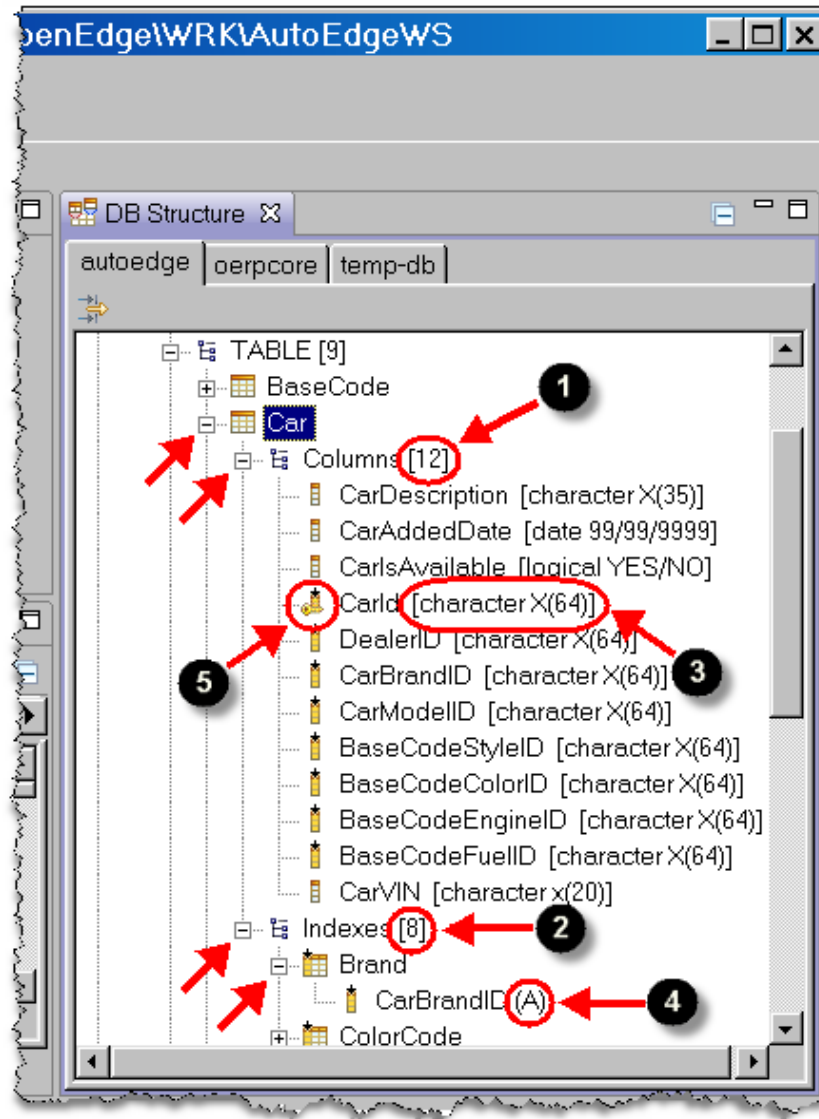 penEdge\WRK\AutoEdgeWS
DB Structure
autoedge oerpcore temp-db
TABLE [9]
BaseCode
1
Car
Columns [12]
CarDescription [character X(35)]
CarAddedDate [date 99/99/9999]
CarIsAvailable [logical YES/NO]
CarId [character X(64)]
DealerID [character X(64)]
5
3
CarBrandID [character X(64)]
CarModelID [character X(64)]
BaseCodeStyleID [character X(64)]
BaseCodeColorID [character X(64)]
BaseCodeEngineID [character X(64)]
BaseCodeFuelID [character X(64)]
CarVIN [character x(20)]
Indexes [8]
2
Brand
CarBrandID (A)
4
ColorCode